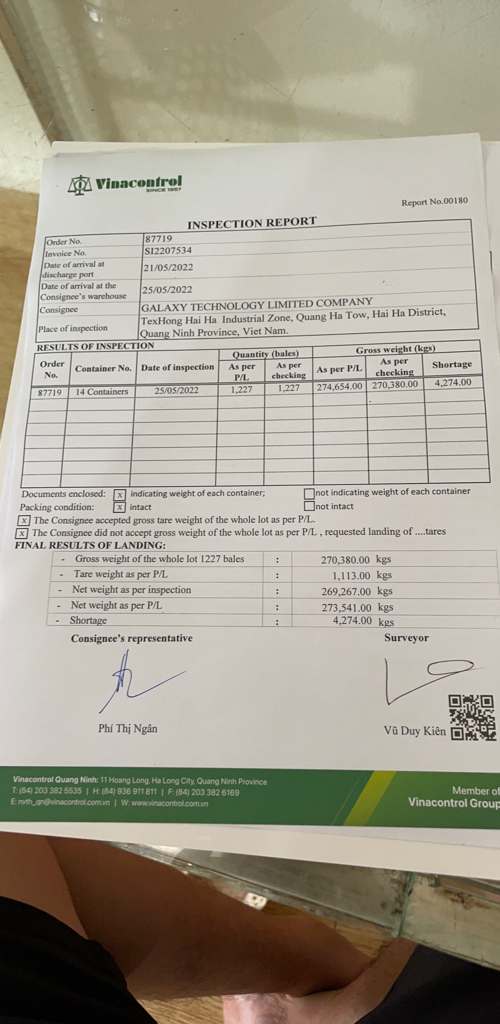 Vinacontrol
SINCE 1957
Report No.00180
INSPECTION REPORT
Order No. 87719
Invoice No. SI2207534
Date of arrival at discharge port 21/05/2022
Date of arrival at the Consignee's warehouse 25/05/2022
Consignee GALAXY TECHNOLOGY LIMITED COMPANY
Place of inspection TexHong Hai Ha Industrial Zone, Quang Ha Tow, Hai Ha District, Quang Ninh Province, Viet Nam.
RESULTS OF INSPECTION
Order No. Container No. Date of inspection Quantity (bales) As per P/L As per checking Gross weight (kgs) As per P/L As per checking Shortage
87719 14 Containers 25/05/2022 1,227 1,227 274,654.00 270,380.00 4,274.00
Documents enclosed: x indicating weight of each container; not indicating weight of each container
Packing condition: x intact not intact
x The Consignee accepted gross tare weight of the whole lot as per P/L.
x The Consignee did not accept gross weight of the whole lot as per P/L , requested landing of ....tares
FINAL RESULTS OF LANDING:
- Gross weight of the whole lot 1227 bales : 270,380.00 kgs
- Tare weight as per P/L : 1,113.00 kgs
- Net weight as per inspection : 269,267.00 kgs
- Net weight as per P/L : 273,541.00 kgs
- Shortage : 4,274.00 kgs
Consignee's representative Surveyor
Phí Thị Ngân Vũ Duy Kiên
Vinacontrol Quang Ninh: 11 Hoang Long, Ha Long City, Quang Ninh Province
T: (84) 203 382 5535 | H: (84) 936 911 811 | F: (84) 203 382 6169
E: nvth_qn@vinacontrol.com.vn | W: www.vinacontrol.com.vn
Member of
Vinacontrol Group